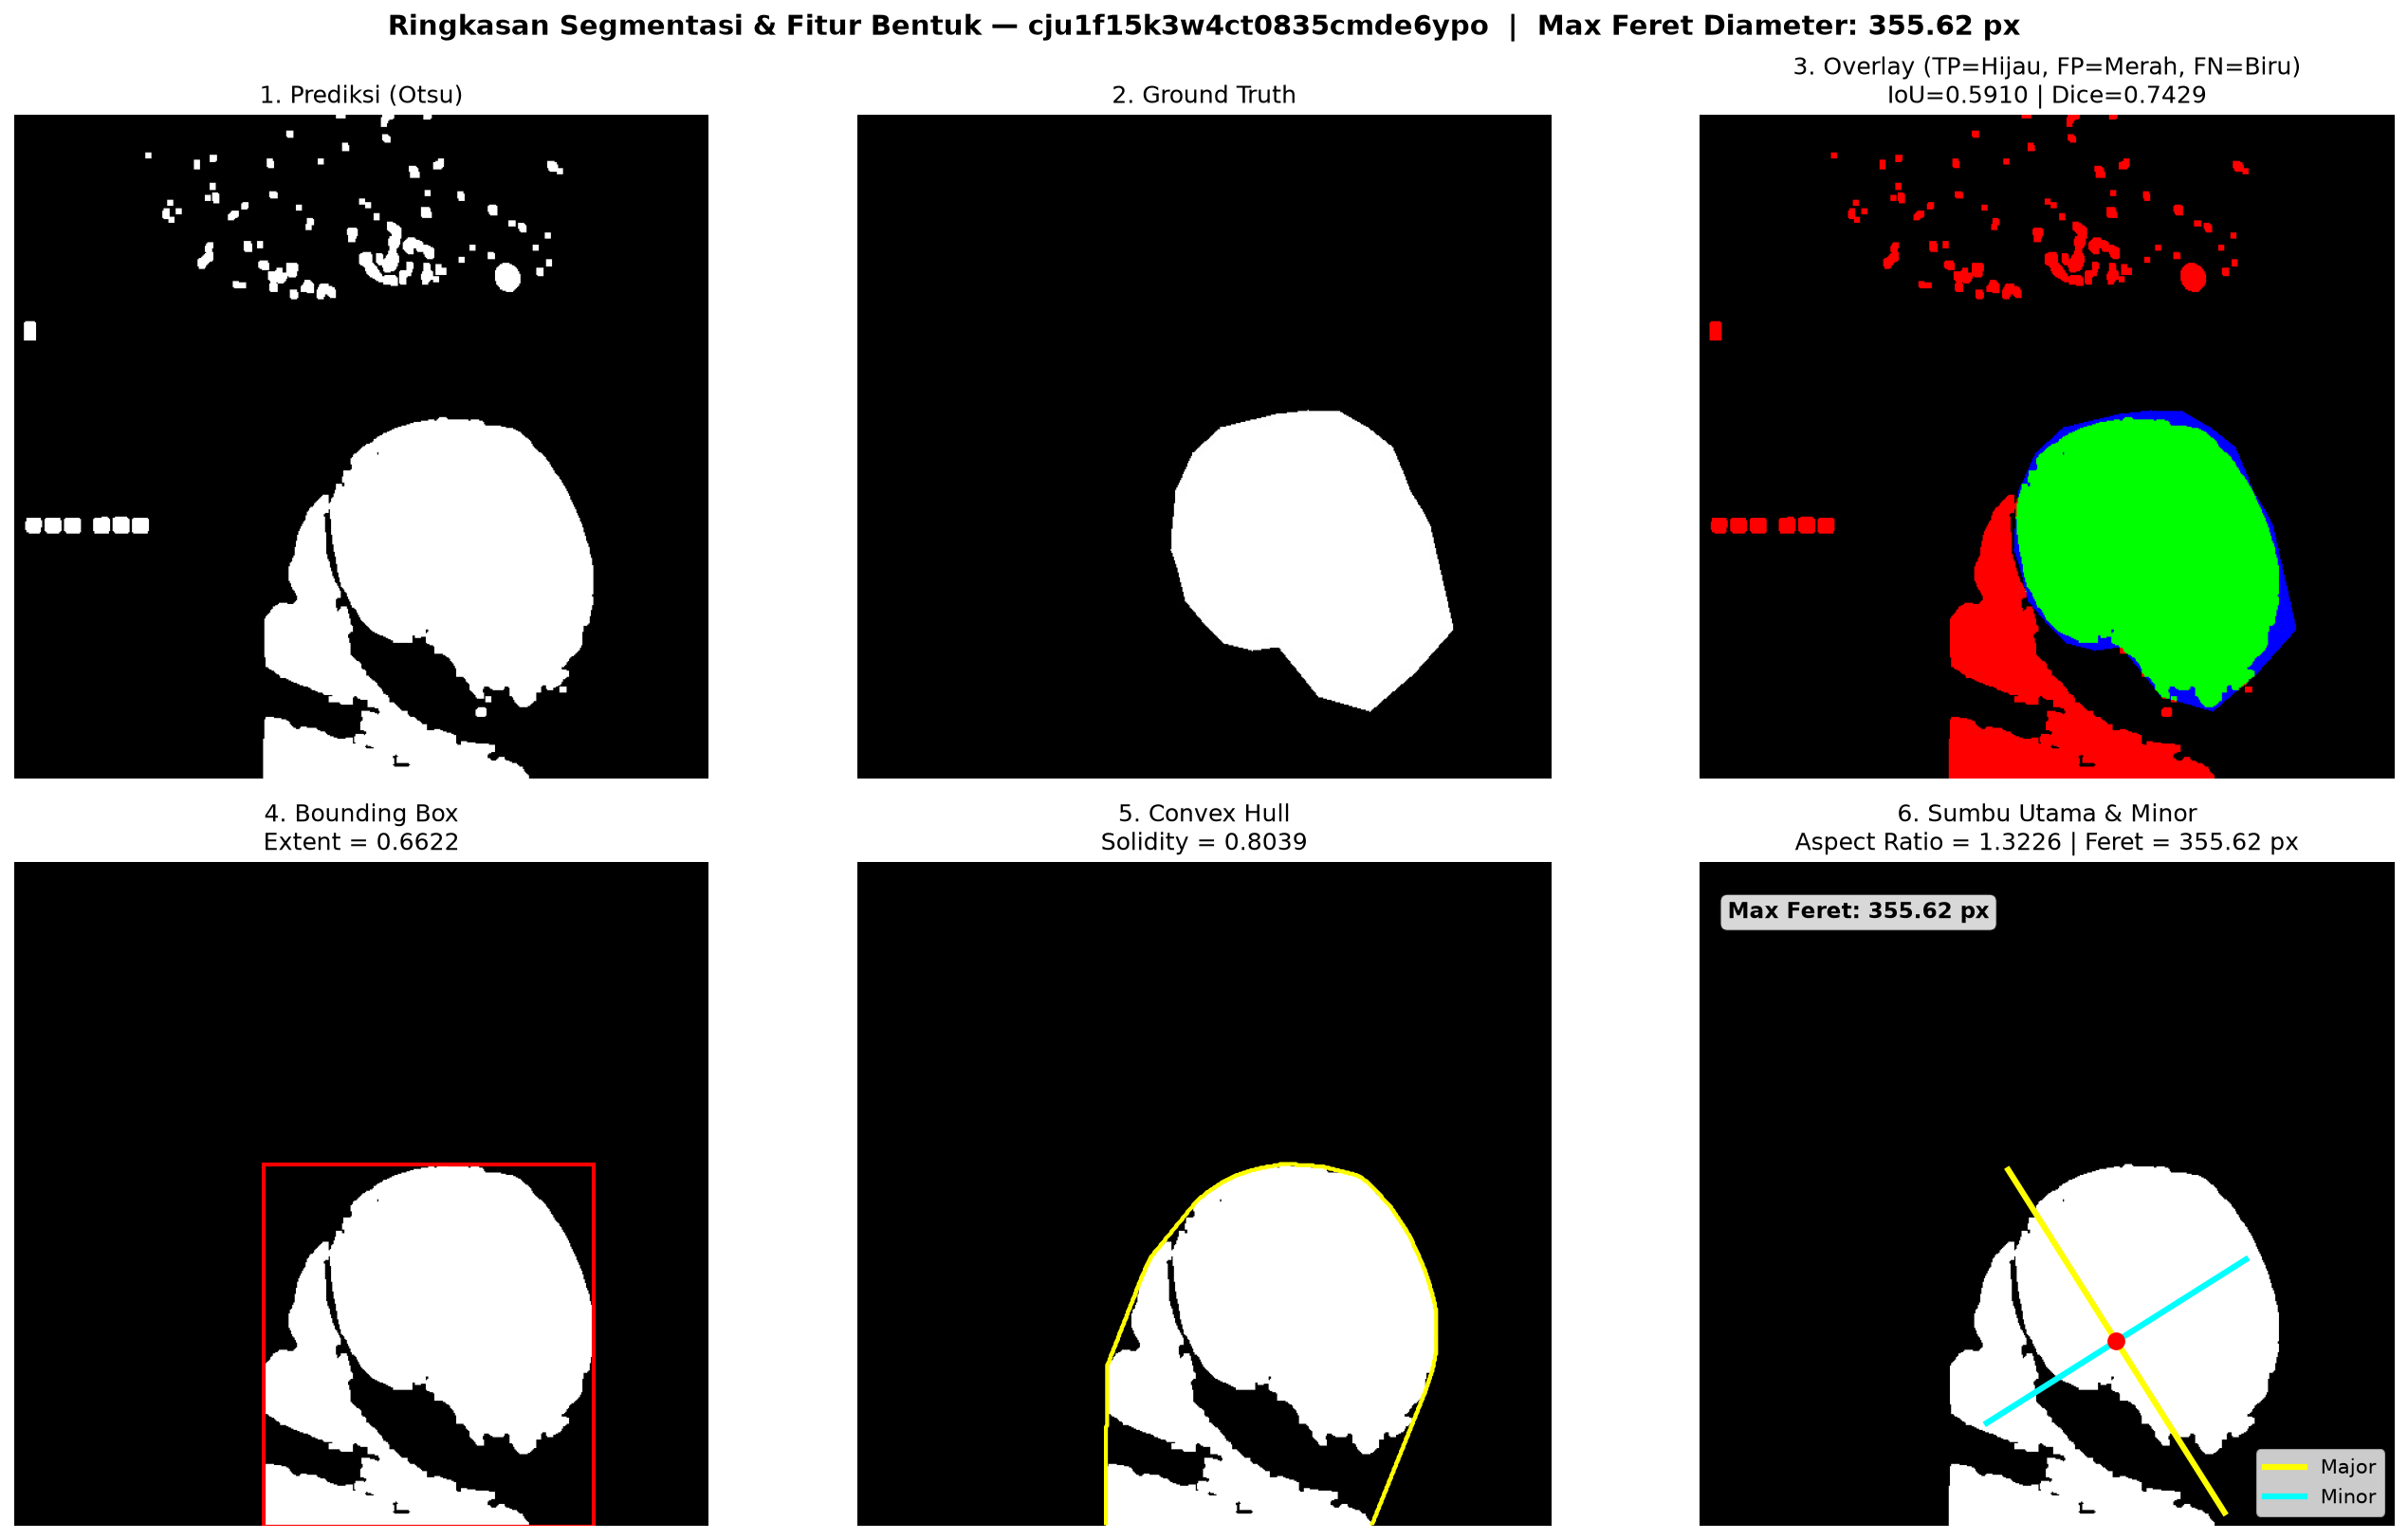 Ringkasan Segmentasi & Fitur Bentuk — cju1f15k3w4ct0835cmde6ypo | Max Feret Diameter: 355.62 px
1. Prediksi (Otsu)
2. Ground Truth
3. Overlay (TP=Hijau, FP=Merah, FN=Biru)
IoU=0.5910 | Dice=0.7429
4. Bounding Box
Extent = 0.6622
5. Convex Hull
Solidity = 0.8039
6. Sumbu Utama & Minor
Aspect Ratio = 1.3226 | Feret = 355.62 px
Max Feret: 355.62 px
Major
Minor